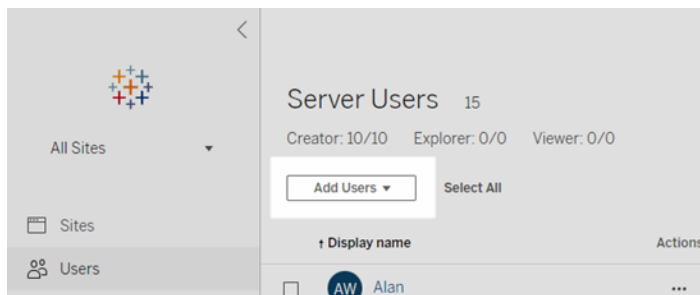 Server Users 15
All Sites
Creator: 10/10 Explorer: 0/0 Viewer: 0/0
Add Users Select All
Sites
Users
↑ Display name Actions
AW Alan